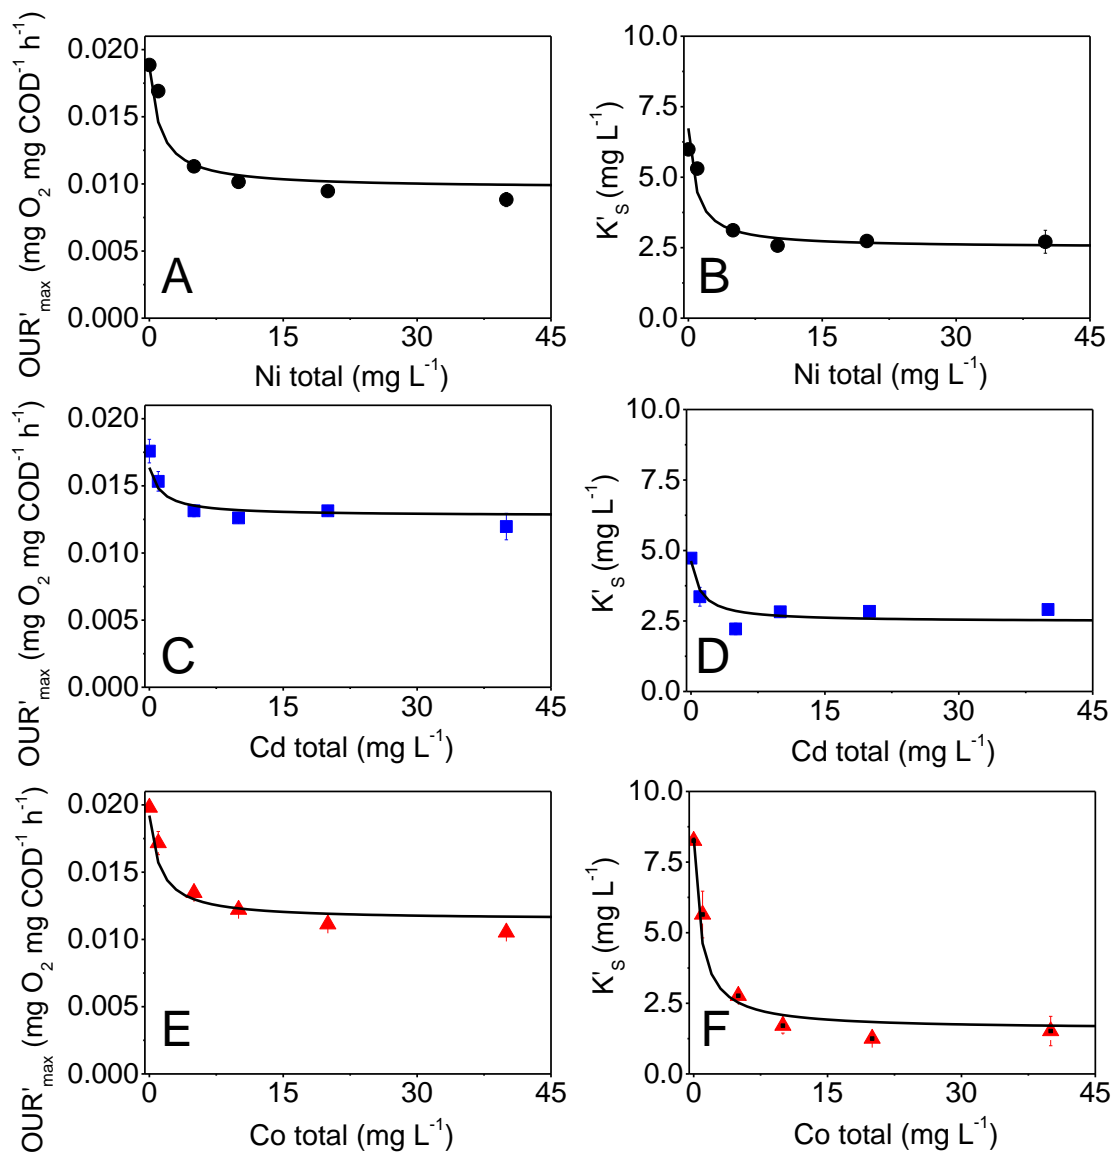 OUR'max (mg O2 mg COD-1 h-1)
0.020
0.015
0.010
0.005
0.000
A
0 15 30 45
Ni total (mg L-1)
K'S (mg L-1)
10.0
7.5
5.0
2.5
0.0
B
0 15 30 45
Ni total (mg L-1)
OUR'max (mg O2 mg COD-1 h-1)
0.020
0.015
0.010
0.005
0.000
C
0 15 30 45
Cd total (mg L-1)
K'S (mg L-1)
10.0
7.5
5.0
2.5
0.0
D
0 15 30 45
Cd total (mg L-1)
OUR'max (mg O2 mg COD-1 h-1)
0.020
0.015
0.010
0.005
0.000
E
0 15 30 45
Co total (mg L-1)
K'S (mg L-1)
10.0
7.5
5.0
2.5
0.0
F
0 15 30 45
Co total (mg L-1)